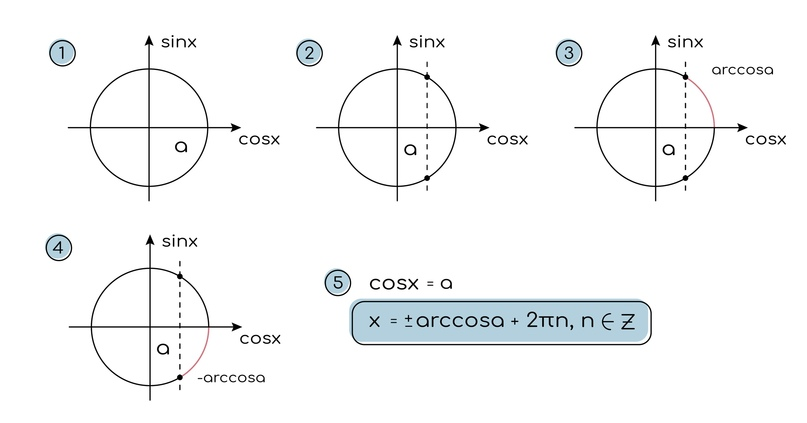 1
sinx
cosx
a
2
sinx
cosx
a
3
sinx
arccosa
cosx
a
4
sinx
cosx
a
-arccosa
5 cosx = a
x = ±arccosa + 2πn, n ∈ Z